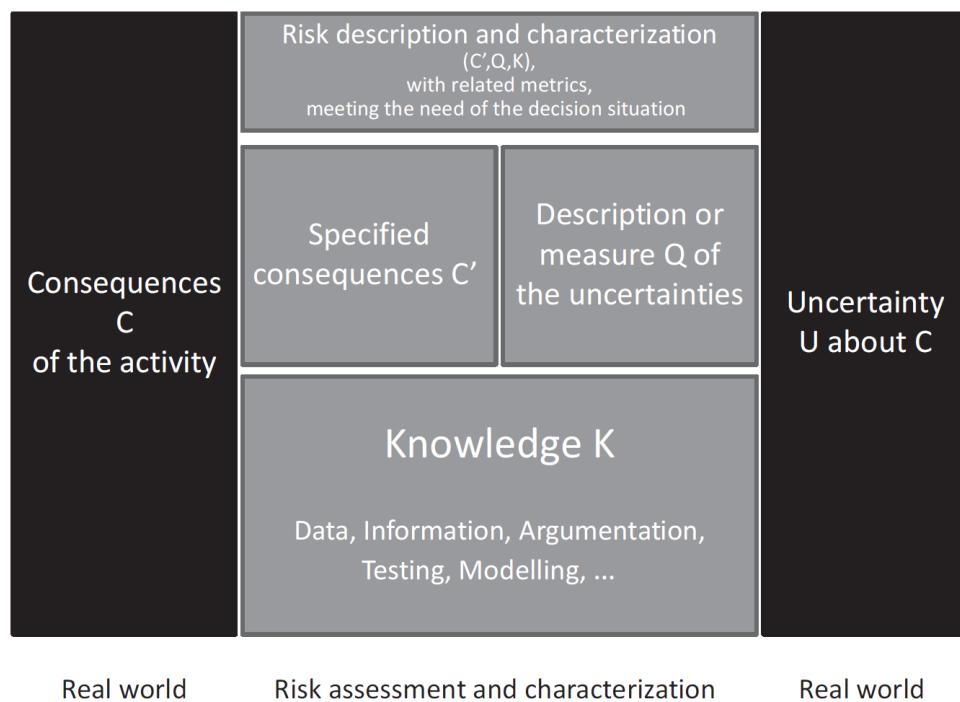 Risk description and characterization
(C’,Q,K),
with related metrics,
meeting the need of the decision situation
Consequences
C
of the activity
Specified
consequences C’
Description or
measure Q of
the uncertainties
Uncertainty
U about C
Knowledge K
Data, Information, Argumentation,
Testing, Modelling, ...
Real world
Risk assessment and characterization
Real world